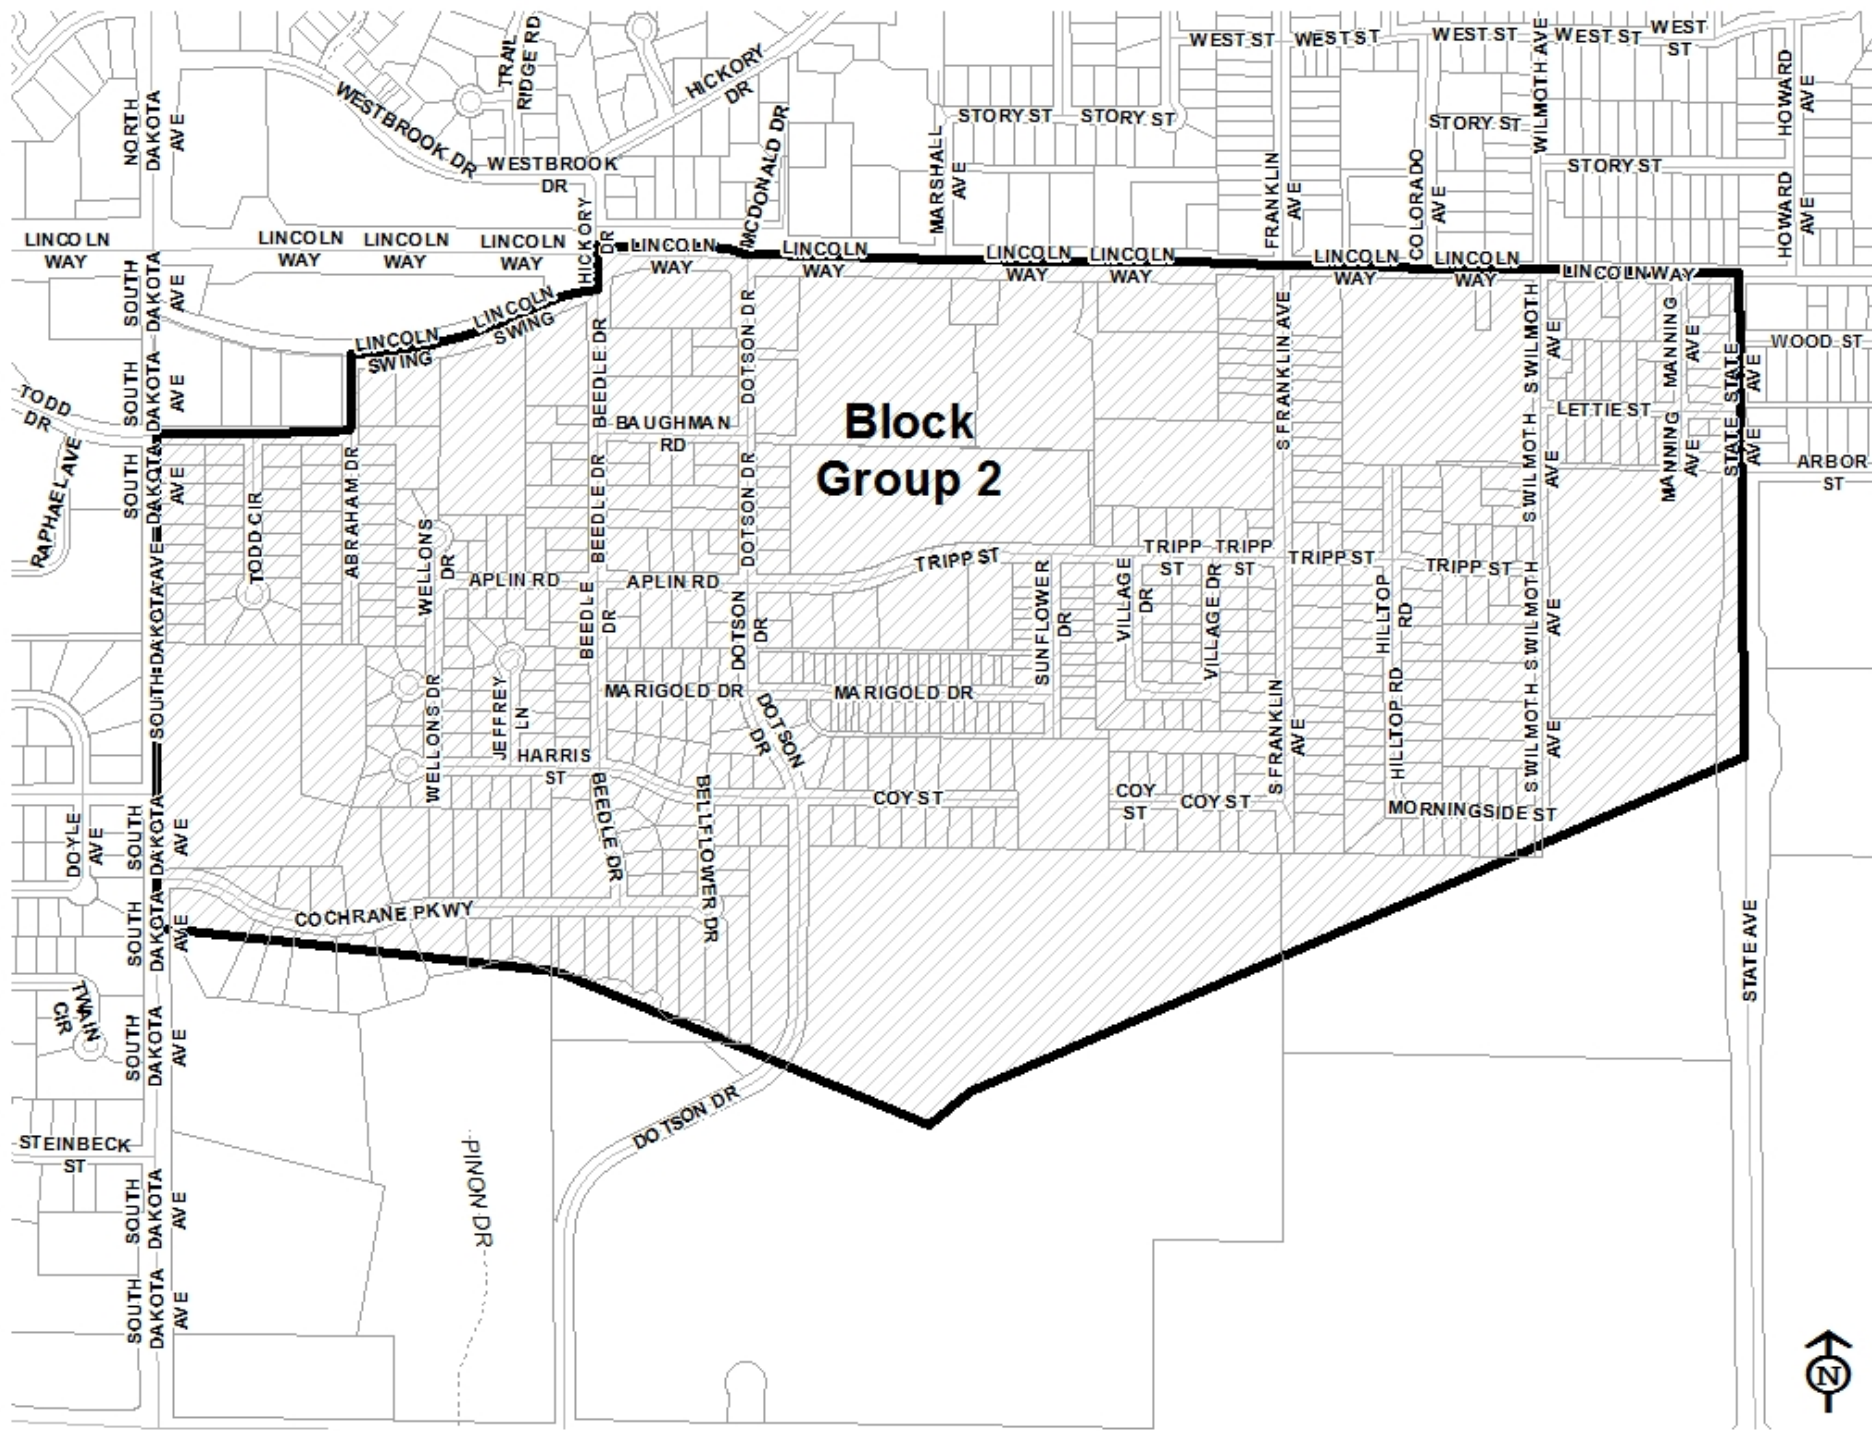 WEST ST
WEST ST
WEST ST
WEST ST
WEST
ST
TRAIL
RIDGE RD
HICKORY
DR
WESTBROOK DR
WESTBROOK
DR
NORTH
DAKOTA
AVE
MCDONALD DR
MARSHALL
AVE
STORY ST
STORY ST
STORY ST
STORY ST
FRANKLIN
AVE
COLORADO
AVE
WILMOTH AVE
HOWARD
AVE
HOWARD
AVE
HICKORY
DR
LINCOLN
WAY
LINCOLN
WAY
LINCOLN
WAY
LINCOLN
WAY
LINCOLN
WAY
LINCOLN
WAY
LINCOLN
WAY
LINCOLN
WAY
LINCOLN
WAY
LINCOLN
WAY
LINCOLN WAY
SOUTH
DAKOTA
AVE
LINCOLN
SWING
LINCOLN
SWING
SOUTH
DAKOTA
AVE
TODD
DR
RAPHAEL AVE
SOUTH
DAKOTA
AVE
BEEDLE DR
DOTSON DR
BAUGHMAN
RD
Block
Group 2
S FRANKLIN AVE
S WILMOTH
AVE
MANNING
AVE
STATE
AVE
WOOD ST
LETTIE ST
S WILMOTH
AVE
MANNING
AVE
STATE
AVE
ARBOR
ST
TODD CIR
ABRAHAM DR
WELLONS
DR
BEEDLE DR
DOTSON DR
APLIN RD
APLIN RD
TRIPP ST
TRIPP
ST
TRIPP
ST
TRIPP ST
TRIPP ST
SOUTH DAKOTA AVE
BEEDLE
DR
DOTSON
DR
SUNFLOWER
DR
VILLAGE
DR
VILLAGE DR
HILLTOP
RD
S WILMOTH
AVE
WELLONS DR
JEFFREY
LN
MARIGOLD DR
MARIGOLD DR
DOTSON
DR
S FRANKLIN
AVE
HILLTOP RD
S WILMOTH
AVE
HARRIS
ST
COY ST
COY
ST
COY ST
MORNINGSIDE ST
DOYLE
AVE
SOUTH
DAKOTA
AVE
BEEDLE DR
BELLFLOWER DR
COCHRANE PKWY
SOUTH
DAKOTA
AVE
STATE AVE
TWAIN
CIR
SOUTH
DAKOTA
AVE
DOTSON DR
STEINBECK
ST
PINON DR
SOUTH
DAKOTA
AVE
SOUTH
DAKOTA
AVE
N